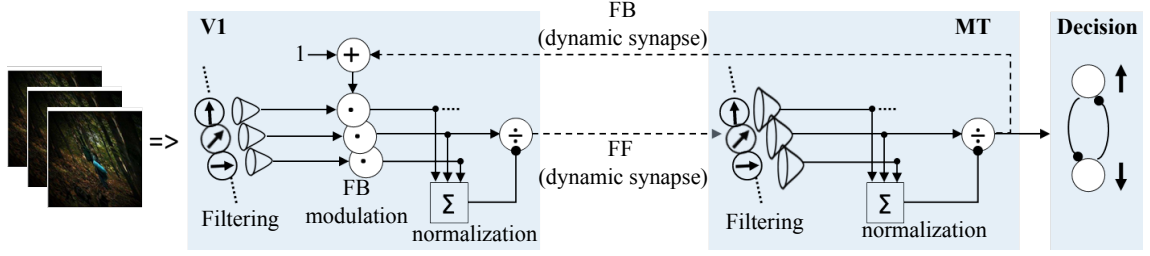 V1
FB
(dynamic synapse)
MT
Decision
1
+
=>
÷
÷
FF
(dynamic synapse)
Filtering
FB
modulation
Σ
normalization
Filtering
Σ
normalization